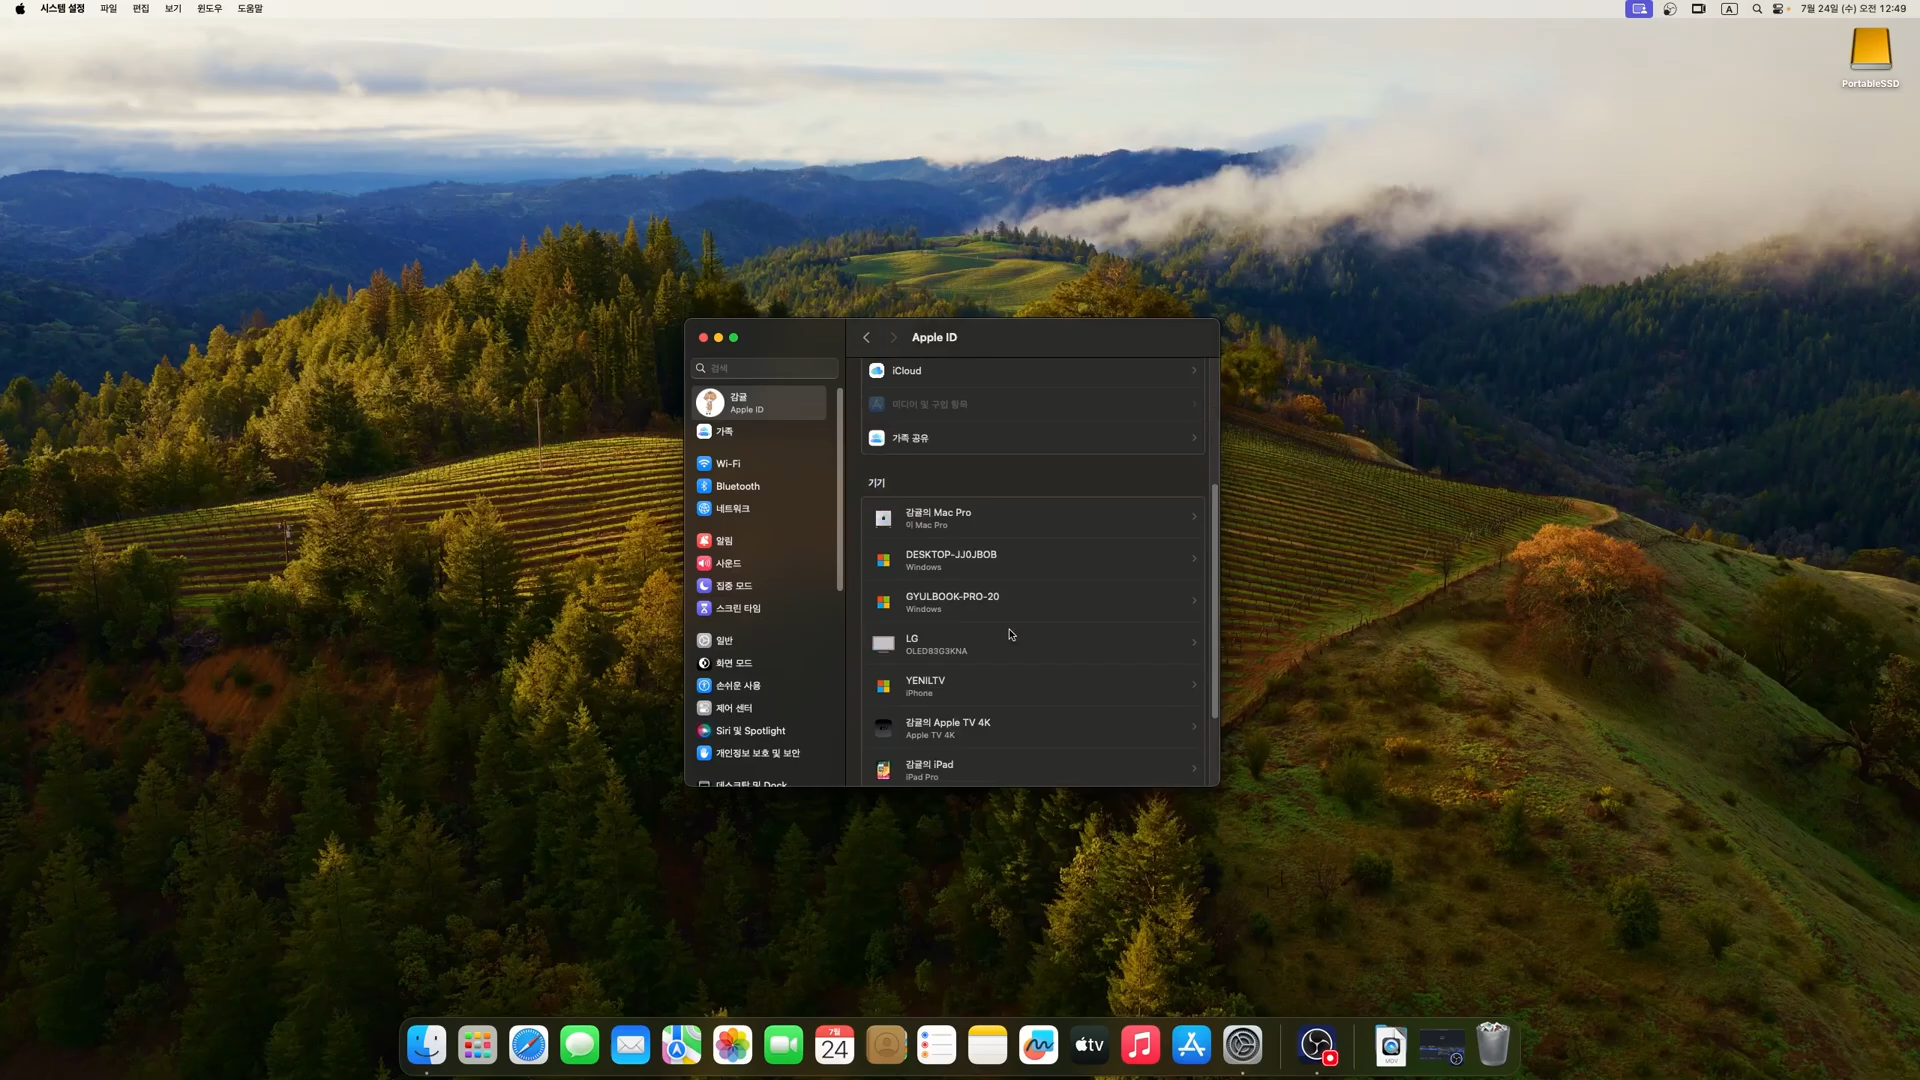 시스템 설정 파일 편집 보기 윈도우 도움말
A 7월 24일 (수) 오전 12:49
PortableSSD
검색
감귤
Apple ID
가족
Wi-Fi
Bluetooth
네트워크
알림
사운드
집중 모드
스크린 타임
일반
화면 모드
손쉬운 사용
제어 센터
Siri 및 Spotlight
개인정보 보호 및 보안
데스크탑 및 Dock
Apple ID
iCloud
미디어 및 구입 항목
가족 공유
기기
감귤의 Mac Pro
이 Mac Pro
DESKTOP-JJ0JBOB
Windows
GYULBOOK-PRO-20
Windows
LG
OLED83G3KNA
YENILTV
iPhone
감귤의 Apple TV 4K
Apple TV 4K
감귤의 iPad
iPad Pro
7월
24
tv
MOV